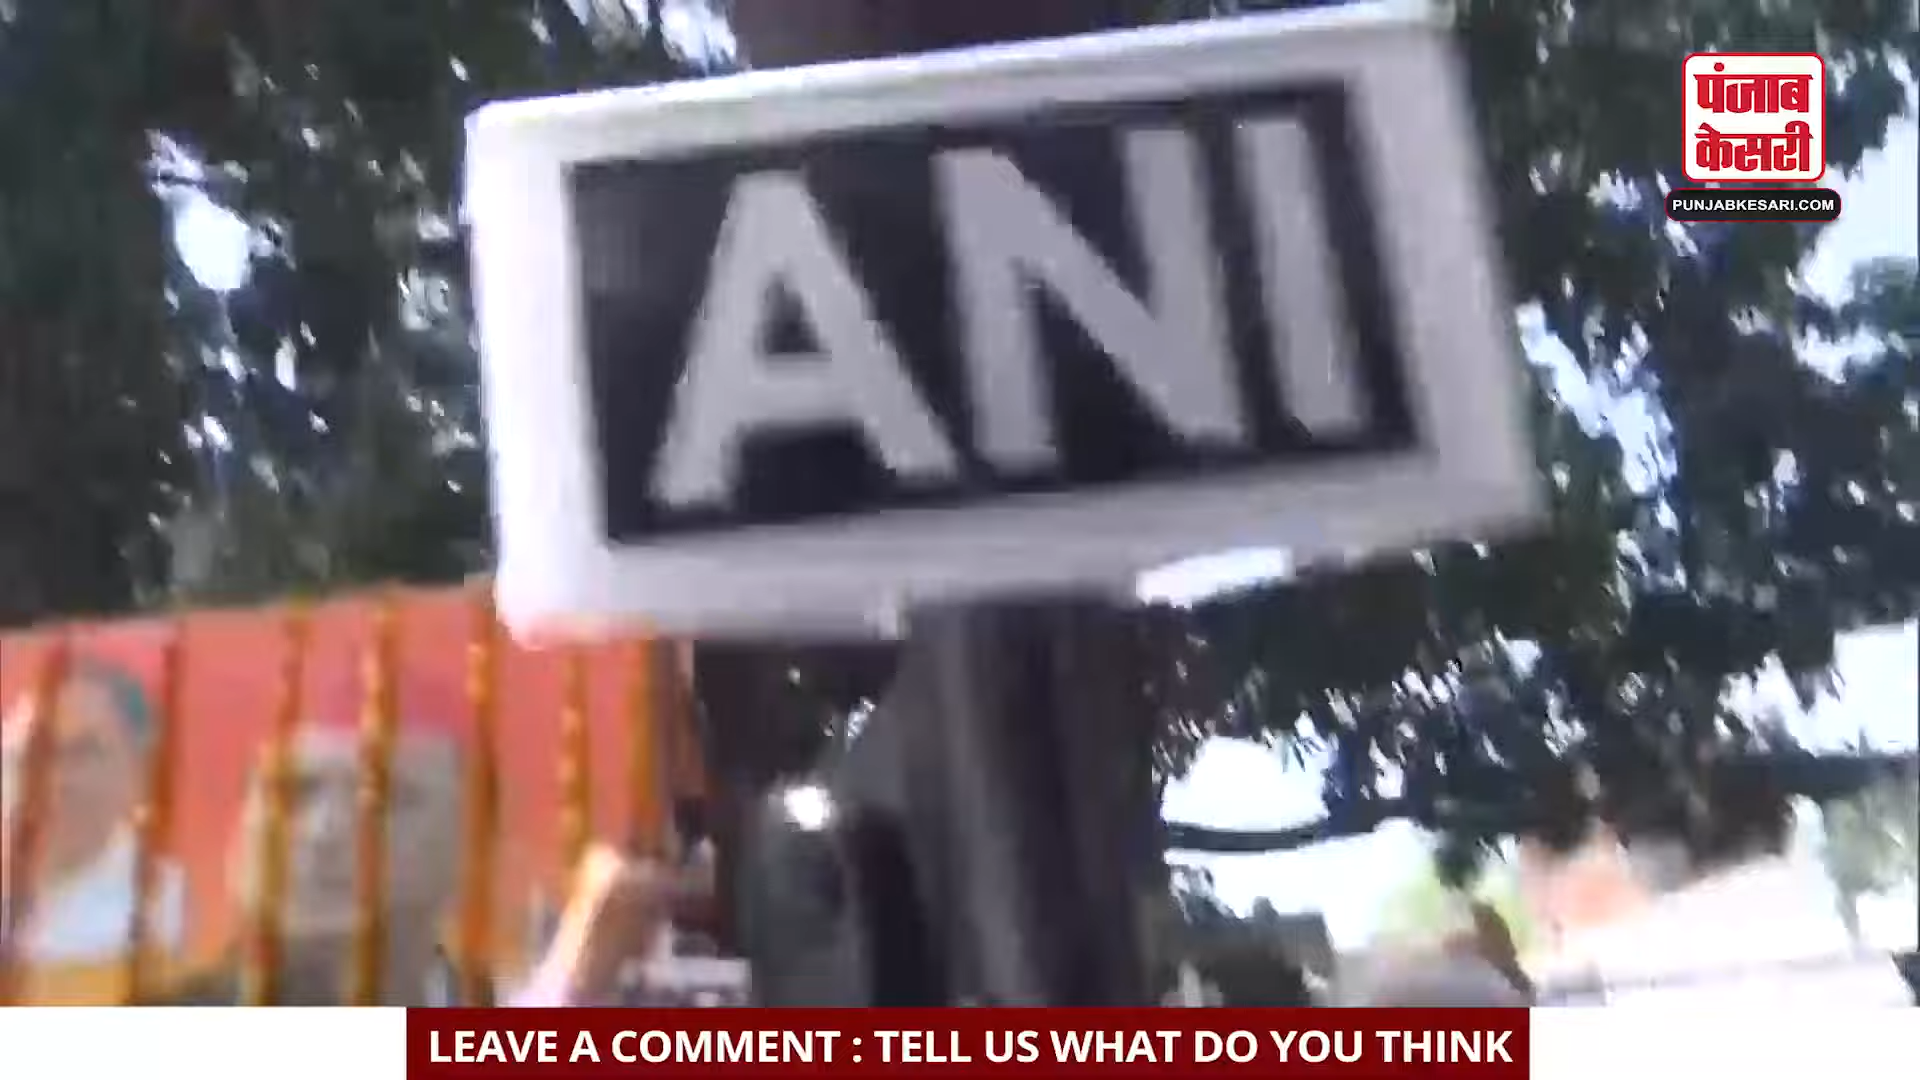 ANI
पंजाब
केसरी
PUNJABKESARI.COM
LEAVE A COMMENT : TELL US WHAT DO YOU THINK